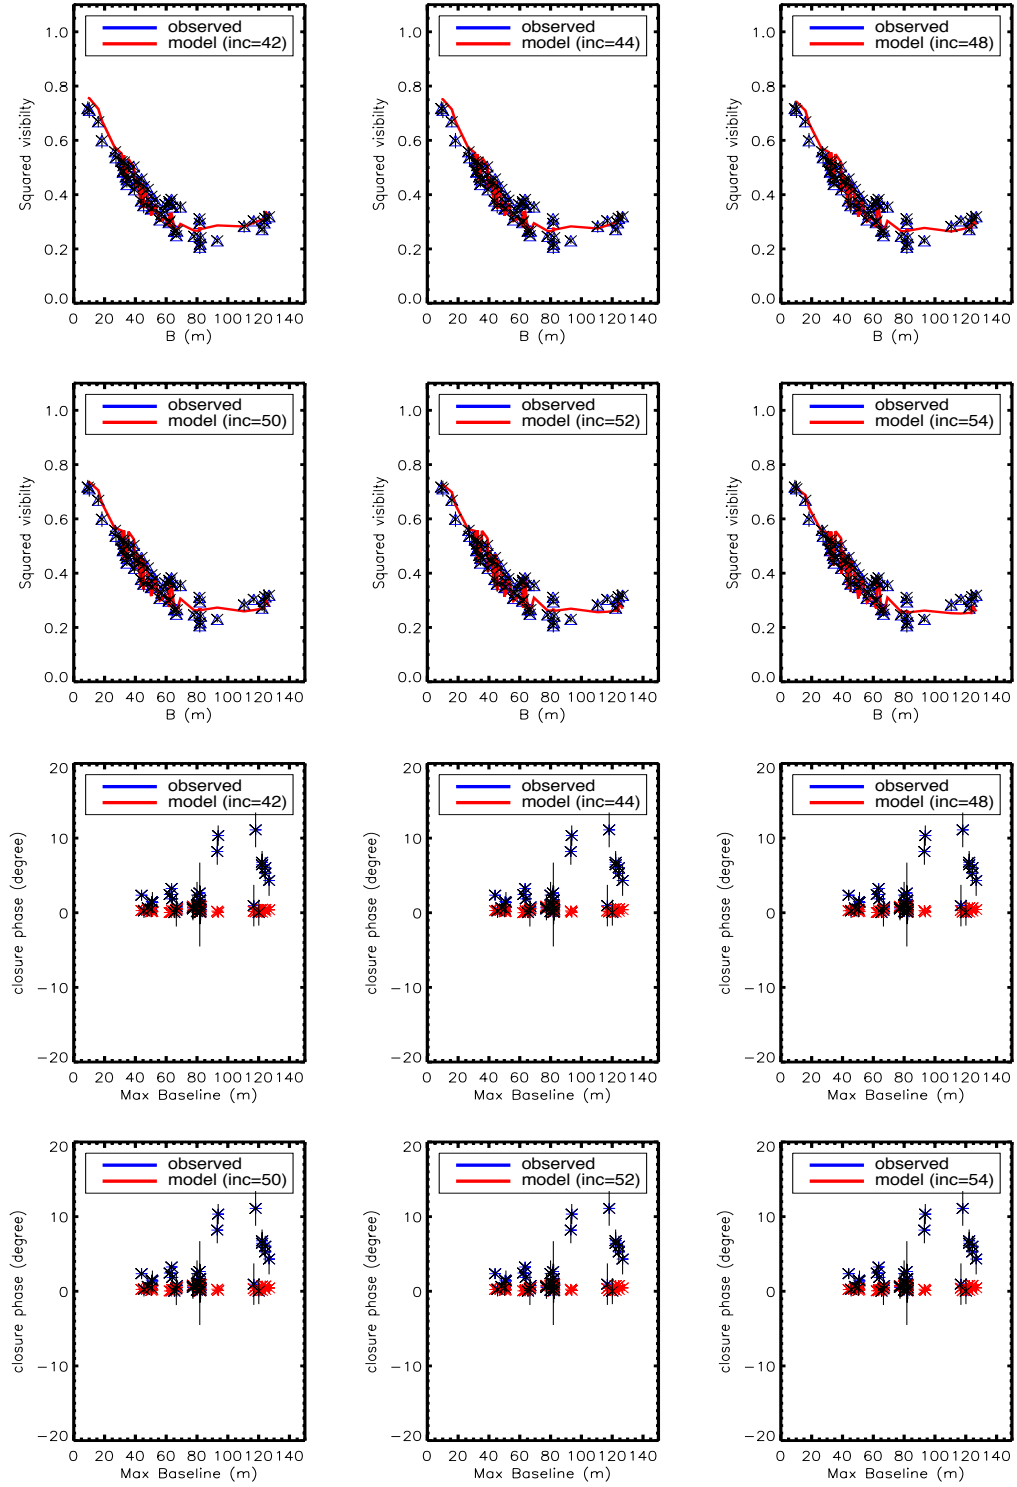 observed
model (inc=42)
1.0
0.8
0.6
0.4
0.2
0.0
Squared visibilty
0 20 40 60 80 100 120 140
B (m)
observed
model (inc=44)
1.0
0.8
0.6
0.4
0.2
0.0
Squared visibilty
0 20 40 60 80 100 120 140
B (m)
observed
model (inc=48)
1.0
0.8
0.6
0.4
0.2
0.0
Squared visibilty
0 20 40 60 80 100 120 140
B (m)
observed
model (inc=50)
1.0
0.8
0.6
0.4
0.2
0.0
Squared visibilty
0 20 40 60 80 100 120 140
B (m)
observed
model (inc=52)
1.0
0.8
0.6
0.4
0.2
0.0
Squared visibilty
0 20 40 60 80 100 120 140
B (m)
observed
model (inc=54)
1.0
0.8
0.6
0.4
0.2
0.0
Squared visibilty
0 20 40 60 80 100 120 140
B (m)
observed
model (inc=42)
20
10
0
−10
−20
closure phase (degree)
0 20 40 60 80 100 120 140
Max Baseline (m)
observed
model (inc=44)
20
10
0
−10
−20
closure phase (degree)
0 20 40 60 80 100 120 140
Max Baseline (m)
observed
model (inc=48)
20
10
0
−10
−20
closure phase (degree)
0 20 40 60 80 100 120 140
Max Baseline (m)
observed
model (inc=50)
20
10
0
−10
−20
closure phase (degree)
0 20 40 60 80 100 120 140
Max Baseline (m)
observed
model (inc=52)
20
10
0
−10
−20
closure phase (degree)
0 20 40 60 80 100 120 140
Max Baseline (m)
observed
model (inc=54)
20
10
0
−10
−20
closure phase (degree)
0 20 40 60 80 100 120 140
Max Baseline (m)